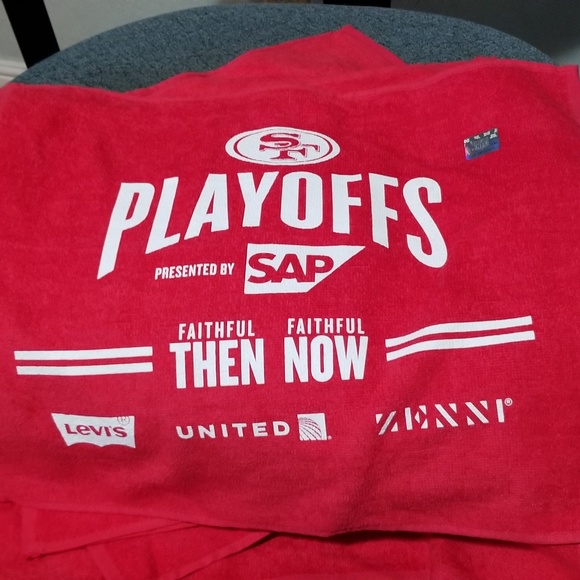 SF
PLAYOFFS
PRESENTED BY SAP
FAITHFUL FAITHFUL
THEN NOW
Levi's ®
UNITED
ZENNI®